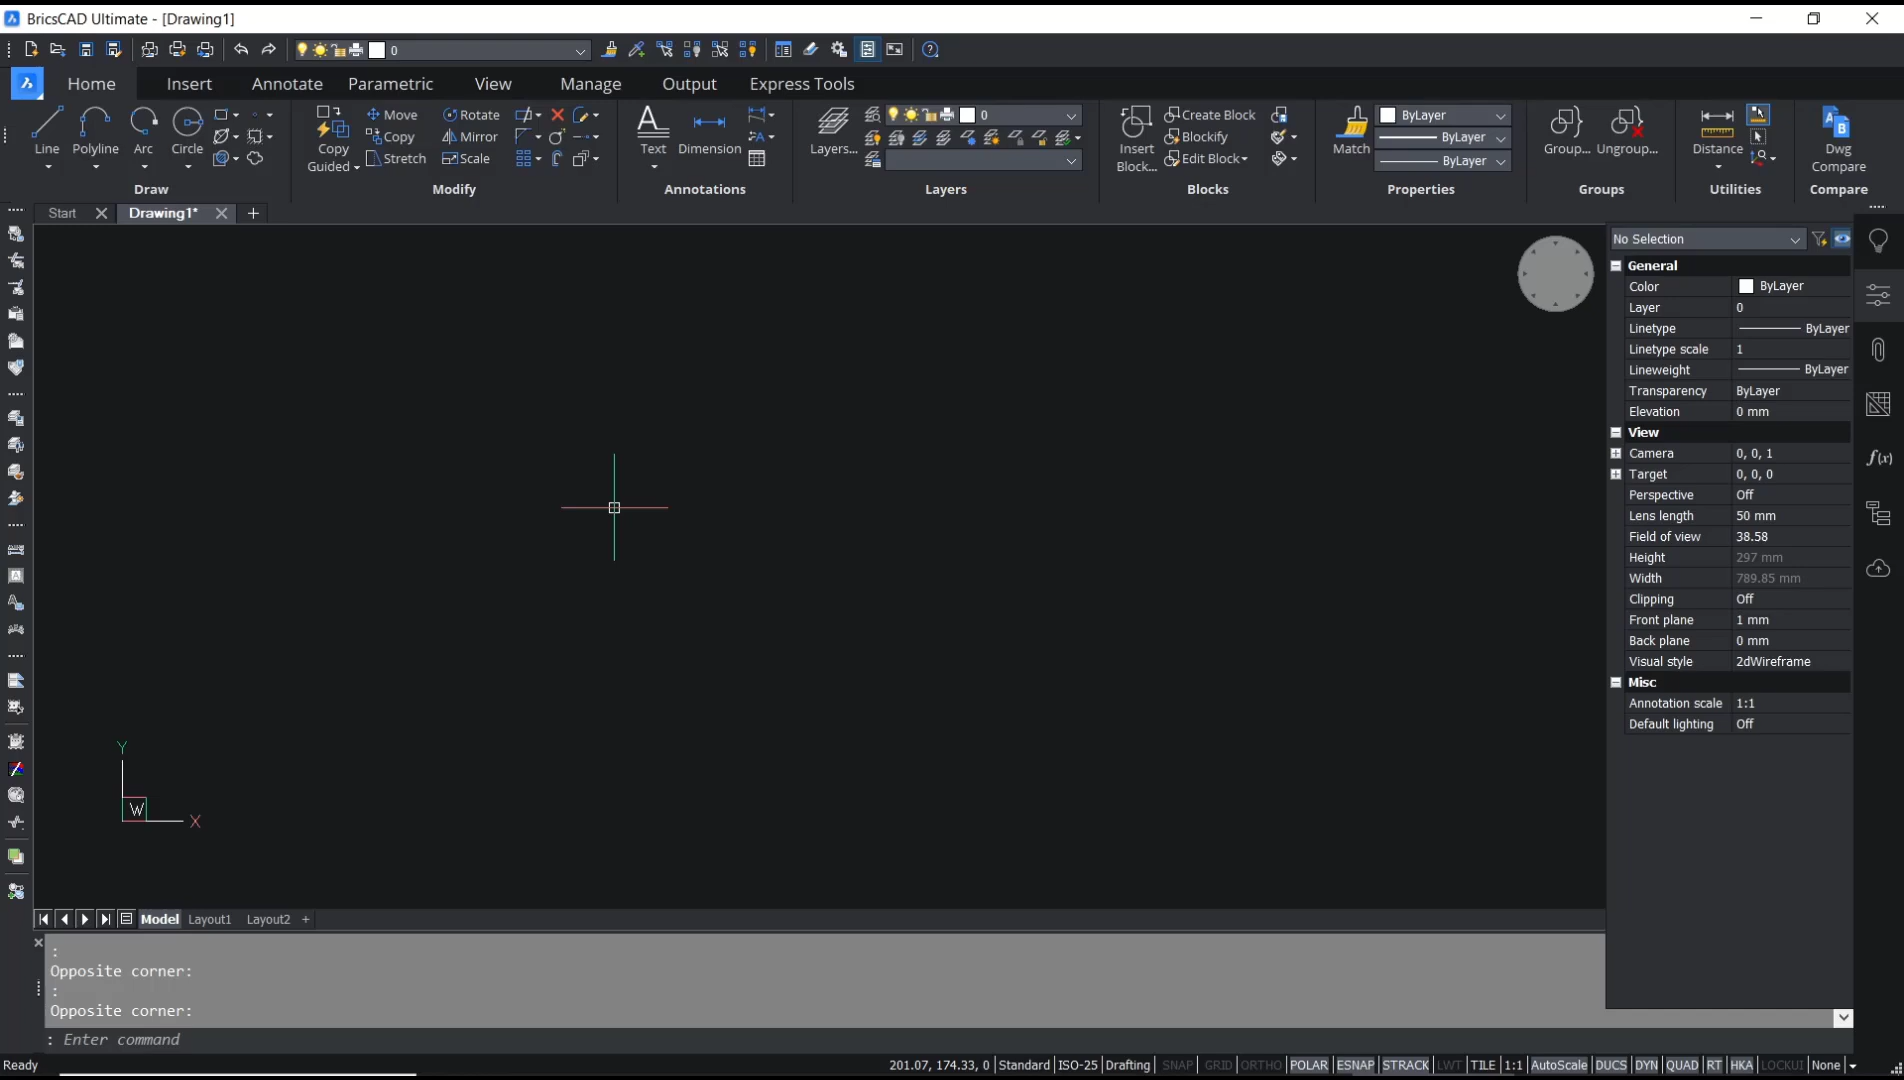 BricsCAD Ultimate - [Drawing1]
0
Home Insert Annotate Parametric View Manage Output Express Tools
Line Polyline Arc Circle
Draw
Copy Guided
Move
Copy
Stretch
Rotate
Mirror
Scale
Modify
Text Dimension
Annotations
Layers...
0
Layers
Insert Block...
Create Block
Blockify
Edit Block
Blocks
Match
ByLayer
ByLayer
ByLayer
Properties
Group... Ungroup...
Groups
Distance
Utilities
Dwg Compare
Compare
Start Drawing1*
No Selection
General
Color ByLayer
Layer 0
Linetype ByLayer
Linetype scale 1
Lineweight ByLayer
Transparency ByLayer
Elevation 0 mm
View
Camera 0, 0, 1
Target 0, 0, 0
Perspective Off
Lens length 50 mm
Field of view 38.58
Height 297 mm
Width 789.85 mm
Clipping Off
Front plane 1 mm
Back plane 0 mm
Visual style 2dWireframe
Misc
Annotation scale 1:1
Default lighting Off
f(x)
Y
W X
Model Layout1 Layout2 +
:
Opposite corner:
:
Opposite corner:
: Enter command
Ready 201.07, 174.33, 0 Standard ISO-25 Drafting SNAP GRID ORTHO POLAR ESNAP STRACK LWT TILE 1:1 AutoScale DUCS DYN QUAD RT HKA LOCKUI None